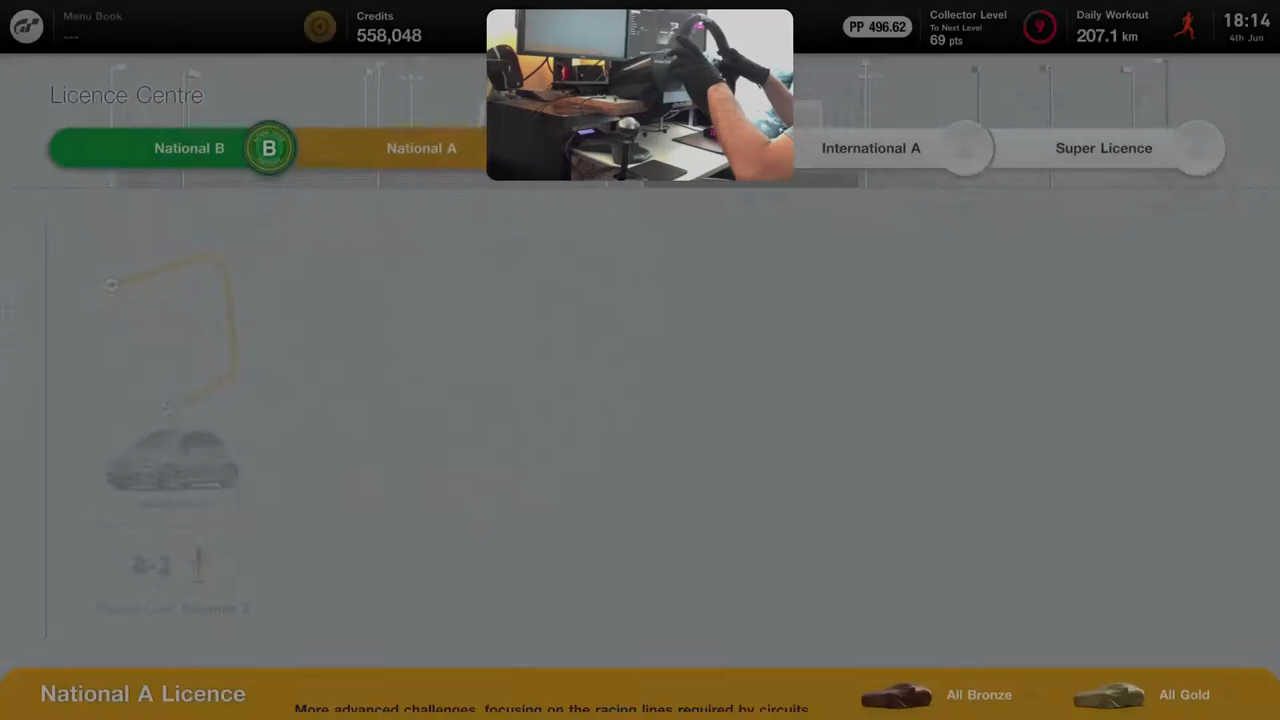 Menu Book
---
Credits
558,048
PP 496.62
Collector Level
To Next Level
69 pts
9
Daily Workout
207.1 km
18:14
4th Jun
Licence Centre
National B
B
National A
International A
Super Licence
A-1
National A Licence
More advanced challenges, focusing on the racing lines required by circuits
All Bronze
All Gold